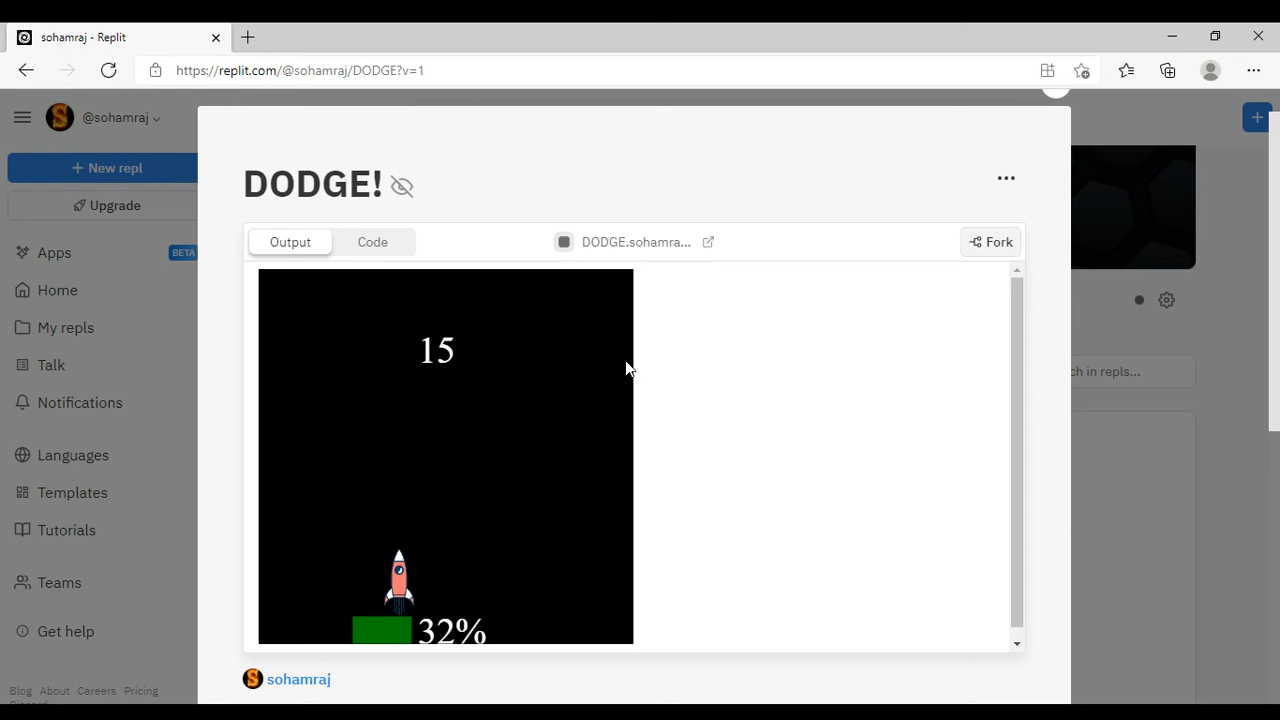 sohamraj - Replit
https://replit.com/@sohamraj/DODGE?v=1
@sohamraj
New repl
Upgrade
Apps
BETA
Home
My repls
Talk
Notifications
Languages
Templates
Tutorials
Teams
Get help
Blog About Careers Pricing
DODGE!
Output Code DODGE.sohamra... Fork
15
32%
sohamraj
ch in repls...